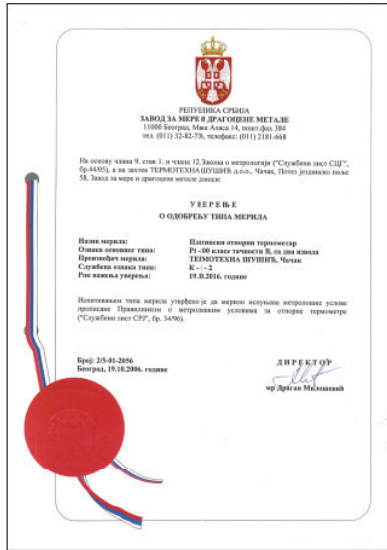 РЕПУБЛИКА СРБИЈА
ЗАВОД ЗА МЕРЕ И ДРАГОЦЕНЕ МЕТАЛЕ
11000 Београд, Мике Аласа 14, пошт.фах 384
тел. (011) 32-82-736, телефакс: (011) 2181-668
На основу члана 9. став 1. и члана 12.Закона о метрологији ("Службени лист СЦГ",
бр.44/05), а на захтев ТЕРМОТЕХНА ШУШИЋ д.о.о., Чачак, Потез јездинско поље
58, Завод за мере и драгоцене метале доноси:
УВЕРЕЊЕ
О ОДОБРЕЊУ ТИПА МЕРИЛА
Назив мерила: Платински отпорни термометар
Ознака основног типа: Pt -100 класе тачности B, са два извода
Произвођач мерила: ТЕРМОТЕХНА ШУШИЋ, Чачак
Службена ознака типа: К - - 2
Рок важења уверења: 2016. године
Испитивањем типа мерила утврђено је да мерило испуњава метролошке услове
прописане Правилником о метролошким условима за отпорне термометре
("Службени лист СРЈ", бр. 34/96).
Број: 2/5-01-2056
Београд, 19.10.2006. године
ДИРЕКТОР
мр Драган Милошевић